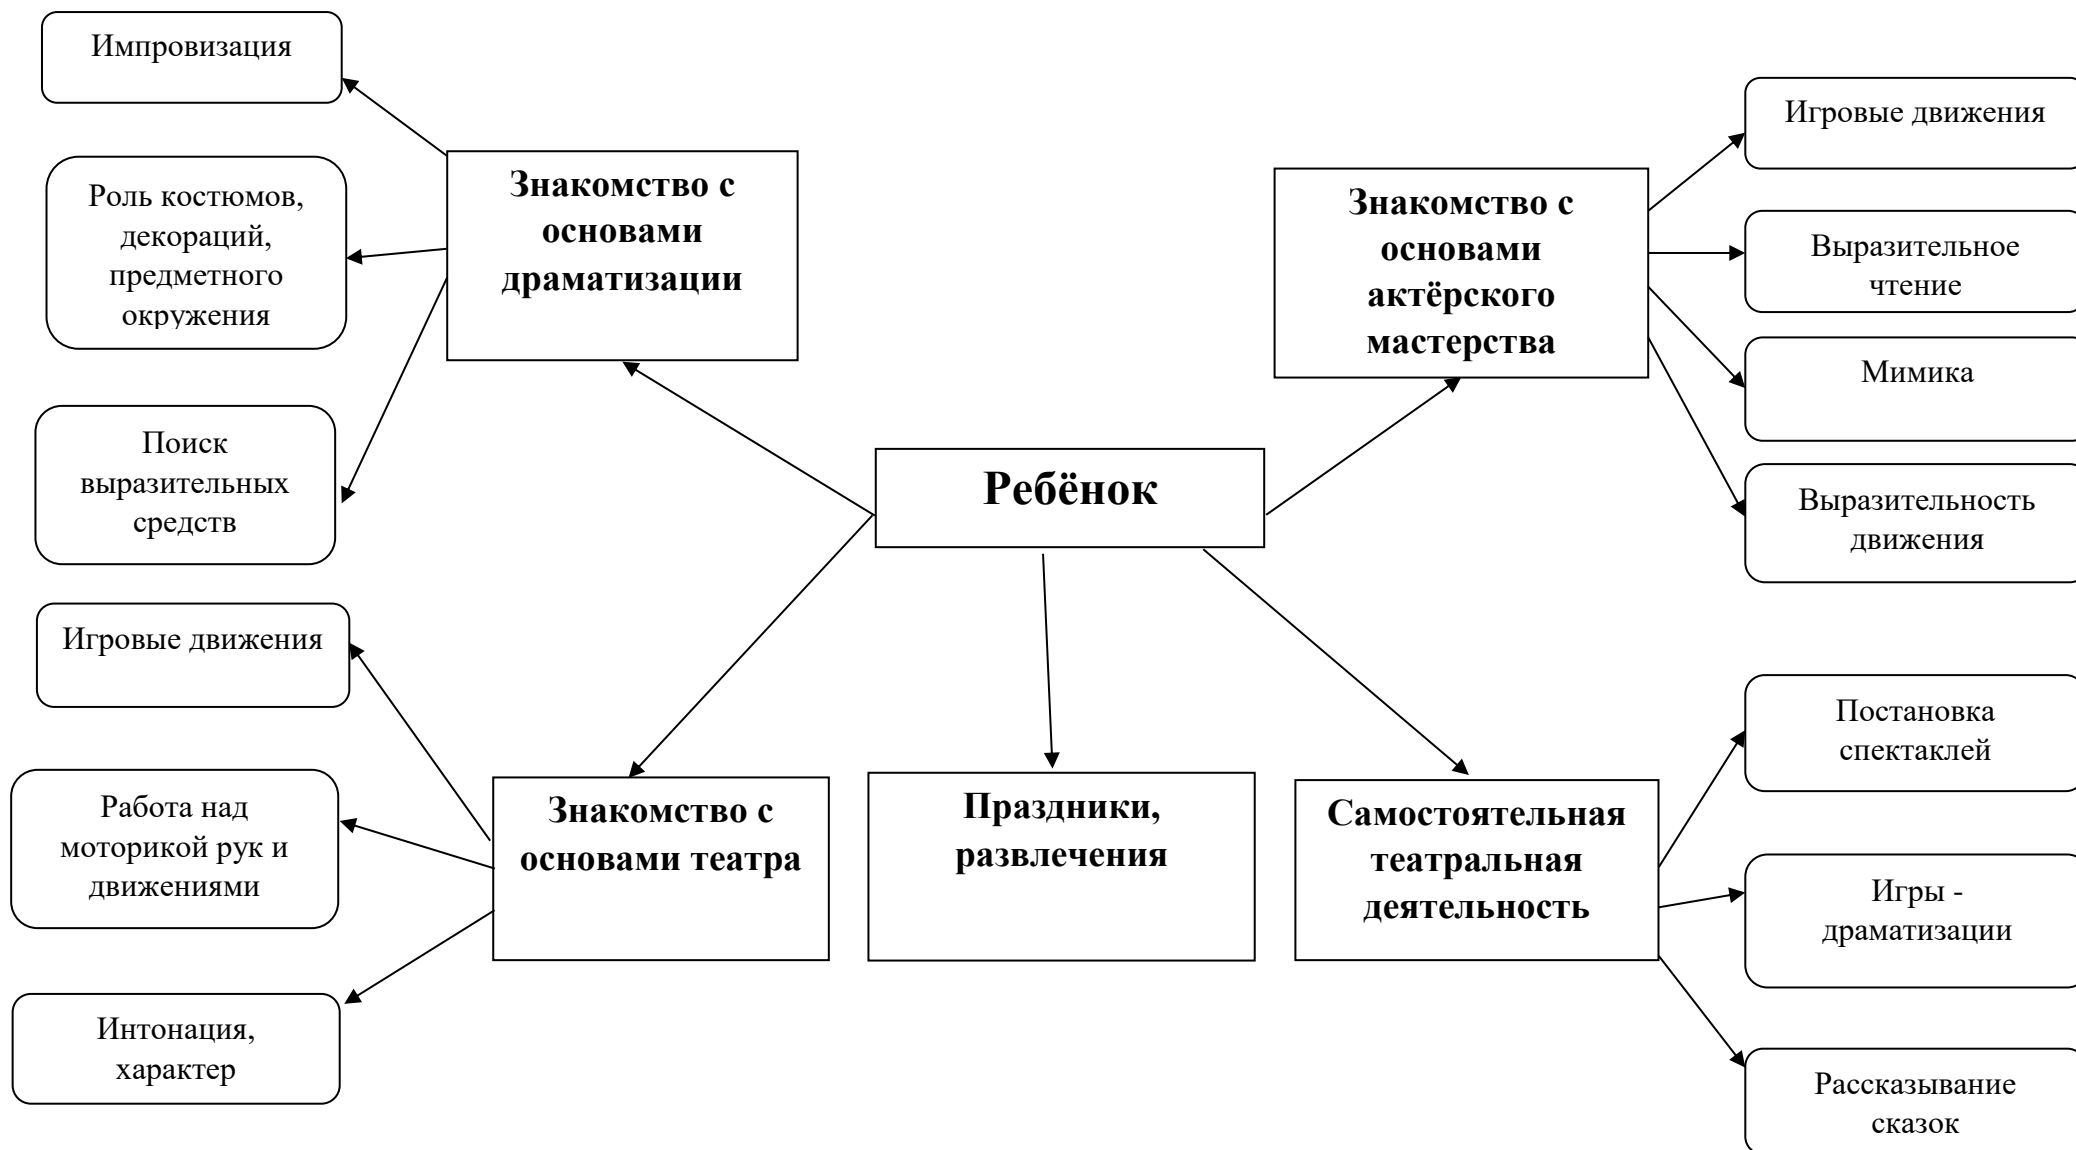 Импровизация
Роль костюмов,
декораций,
предметного
окружения
Поиск
выразительных
средств
Знакомство с
основами
драматизации
Знакомство с
основами
актёрского
мастерства
Игровые движения
Выразительное
чтение
Мимика
Выразительность
движения
Ребёнок
Игровые движения
Работа над
моторикой рук и
движениями
Интонация,
характер
Знакомство с
основами театра
Праздники,
развлечения
Самостоятельная
театральная
деятельность
Постановка
спектаклей
Игры -
драматизации
Рассказывание
сказок